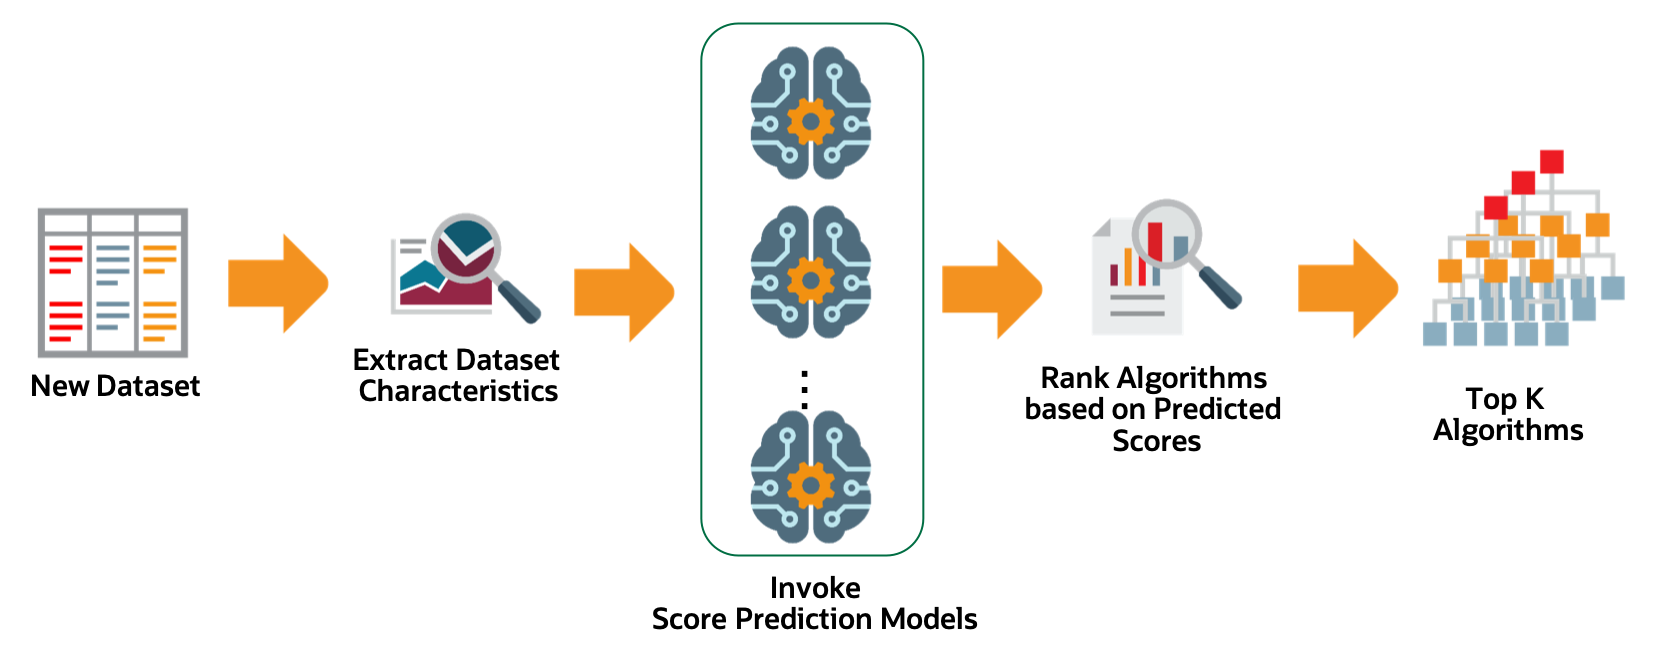 New Dataset
Extract Dataset
Characteristics
Invoke
Score Prediction Models
Rank Algorithms
based on Predicted
Scores
Top K
Algorithms